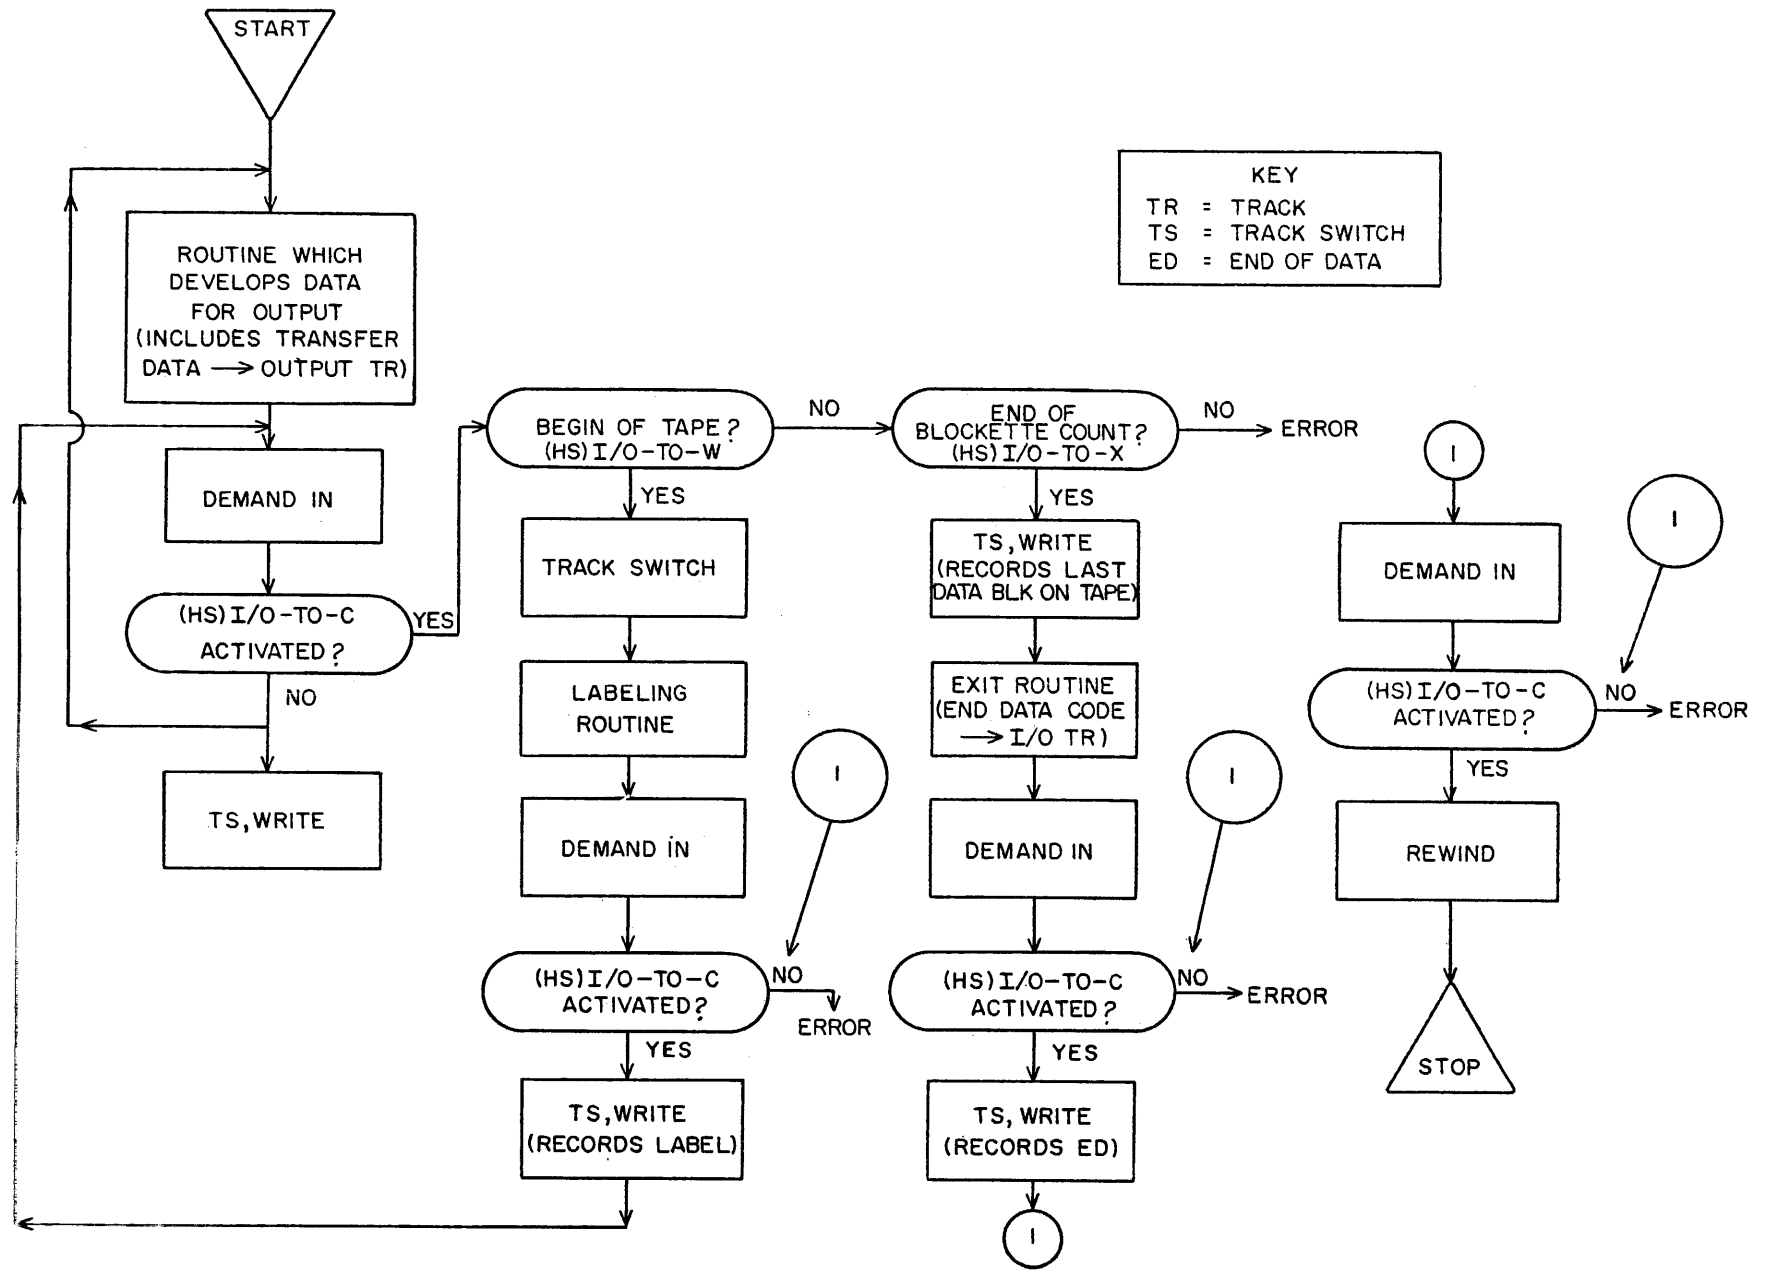 START
ROUTINE WHICH
DEVELOPS DATA
FOR OUTPUT
(INCLUDES TRANSFER
DATA → OUTPUT TR)
DEMAND IN
(HS) I/O-TO-C
ACTIVATED?
YES
NO
TS, WRITE
BEGIN OF TAPE?
(HS) I/O-TO-W
NO
YES
TRACK SWITCH
LABELING
ROUTINE
DEMAND IN
1
(HS) I/O-TO-C
ACTIVATED?
NO
ERROR
YES
TS, WRITE
(RECORDS LABEL)
END OF
BLOCKETTE COUNT?
(HS) I/O-TO-X
NO
ERROR
YES
TS, WRITE
(RECORDS LAST
DATA BLK ON TAPE)
EXIT ROUTINE
(END DATA CODE
→ I/O TR)
DEMAND IN
1
(HS) I/O-TO-C
ACTIVATED?
NO
ERROR
YES
TS, WRITE
(RECORDS ED)
1
KEY
TR = TRACK
TS = TRACK SWITCH
ED = END OF DATA
1
DEMAND IN
1
(HS) I/O-TO-C
ACTIVATED?
NO
ERROR
YES
REWIND
STOP